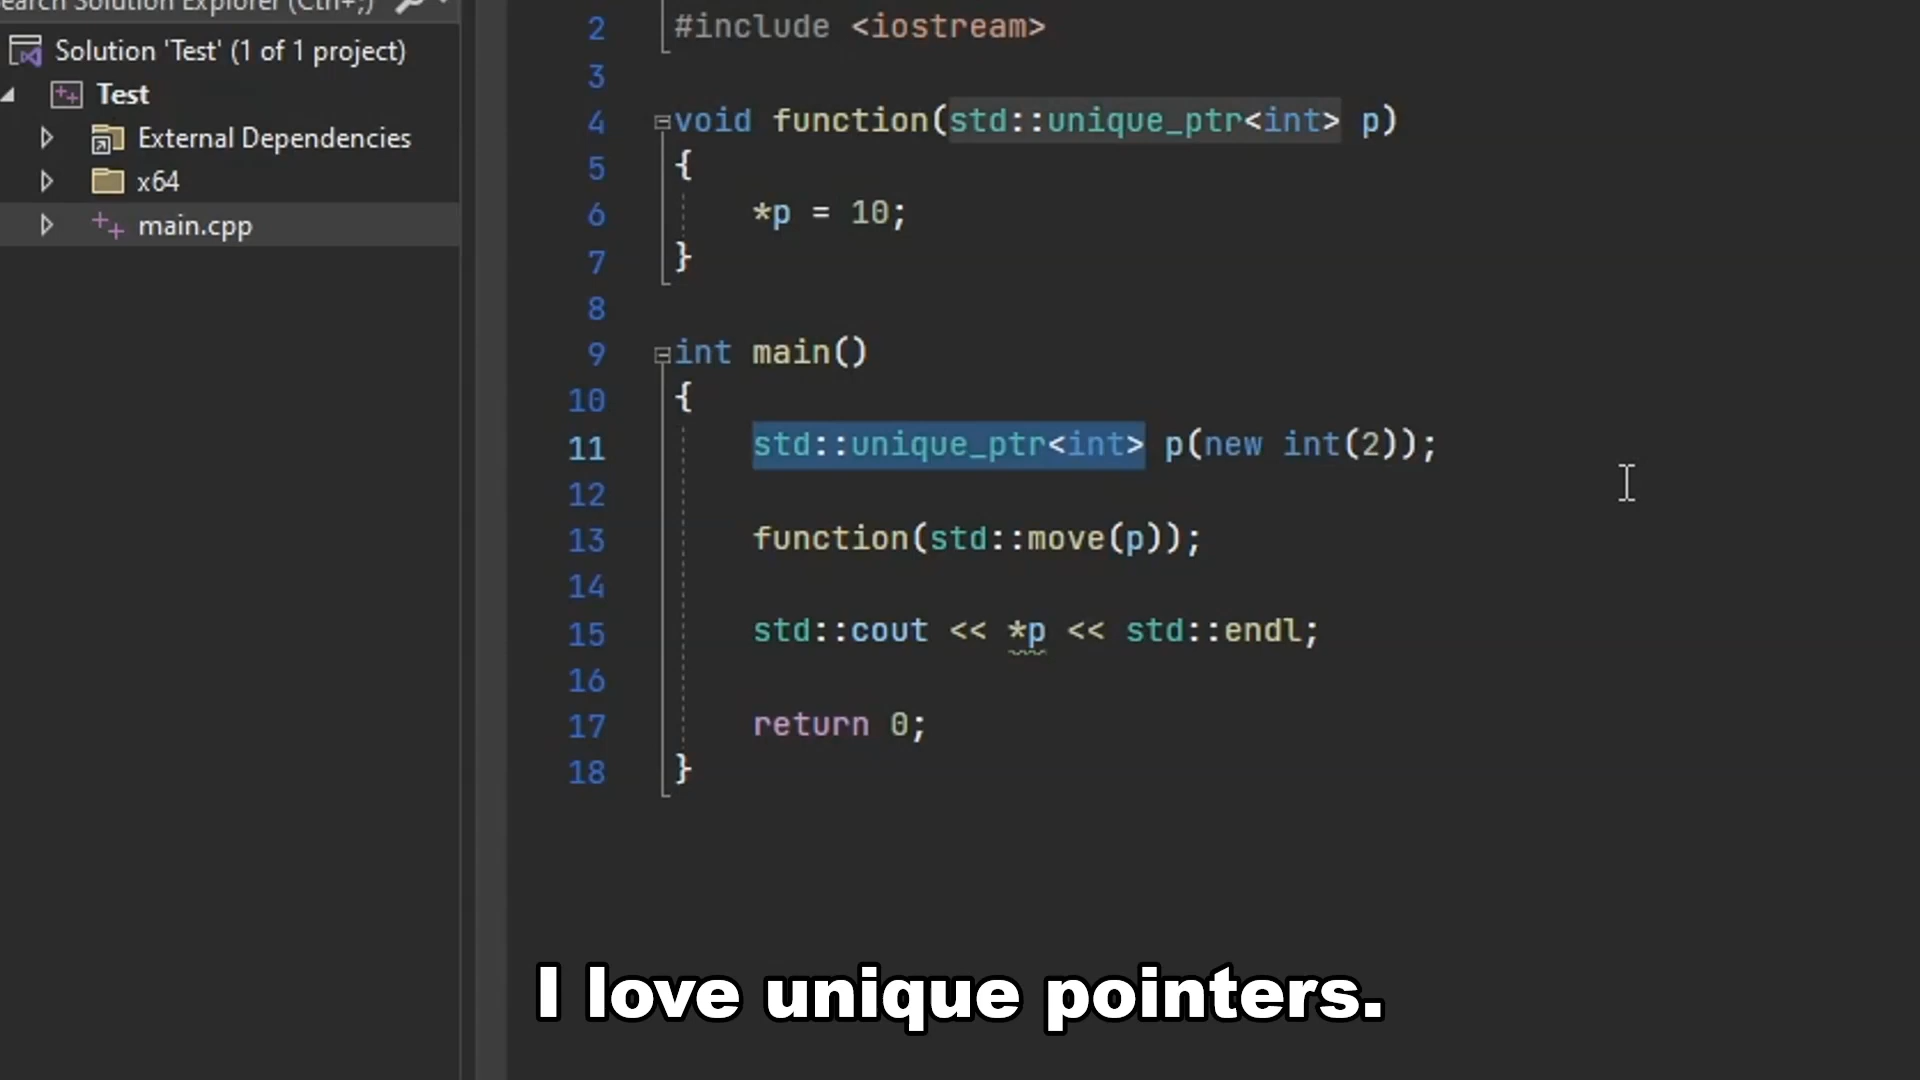 Search Solution Explorer (Ctrl+;)
Solution 'Test' (1 of 1 project)
Test
External Dependencies
x64
main.cpp
2 #include <iostream>
3
4 void function(std::unique_ptr<int> p)
5 {
6 *p = 10;
7 }
8
9 int main()
10 {
11 std::unique_ptr<int> p(new int(2));
12
13 function(std::move(p));
14
15 std::cout << *p << std::endl;
16
17 return 0;
18 }
I love unique pointers.